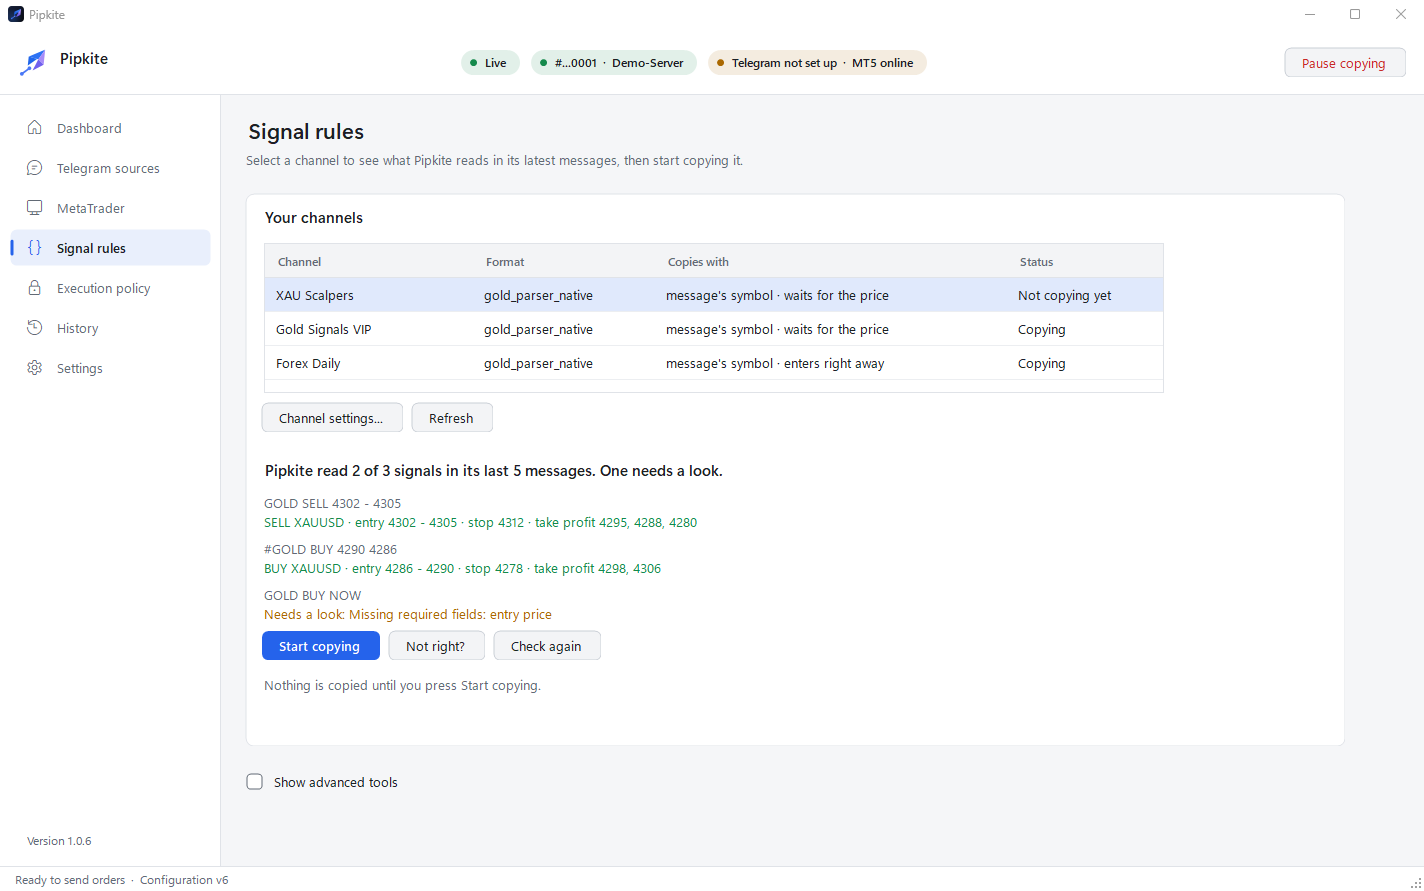 Pipkite
Pipkite
Live
#...0001 · Demo-Server
Telegram not set up · MT5 online
Pause copying
Dashboard
Telegram sources
MetaTrader
Signal rules
Execution policy
History
Settings
Version 1.0.6
Signal rules
Select a channel to see what Pipkite reads in its latest messages, then start copying it.
Your channels
Channel Format Copies with Status
XAU Scalpers gold_parser_native message's symbol · waits for the price Not copying yet
Gold Signals VIP gold_parser_native message's symbol · waits for the price Copying
Forex Daily gold_parser_native message's symbol · enters right away Copying
Channel settings... Refresh
Pipkite read 2 of 3 signals in its last 5 messages. One needs a look.
GOLD SELL 4302 - 4305
SELL XAUUSD · entry 4302 - 4305 · stop 4312 · take profit 4295, 4288, 4280
#GOLD BUY 4290 4286
BUY XAUUSD · entry 4286 - 4290 · stop 4278 · take profit 4298, 4306
GOLD BUY NOW
Needs a look: Missing required fields: entry price
Start copying Not right? Check again
Nothing is copied until you press Start copying.
Show advanced tools
Ready to send orders · Configuration v6